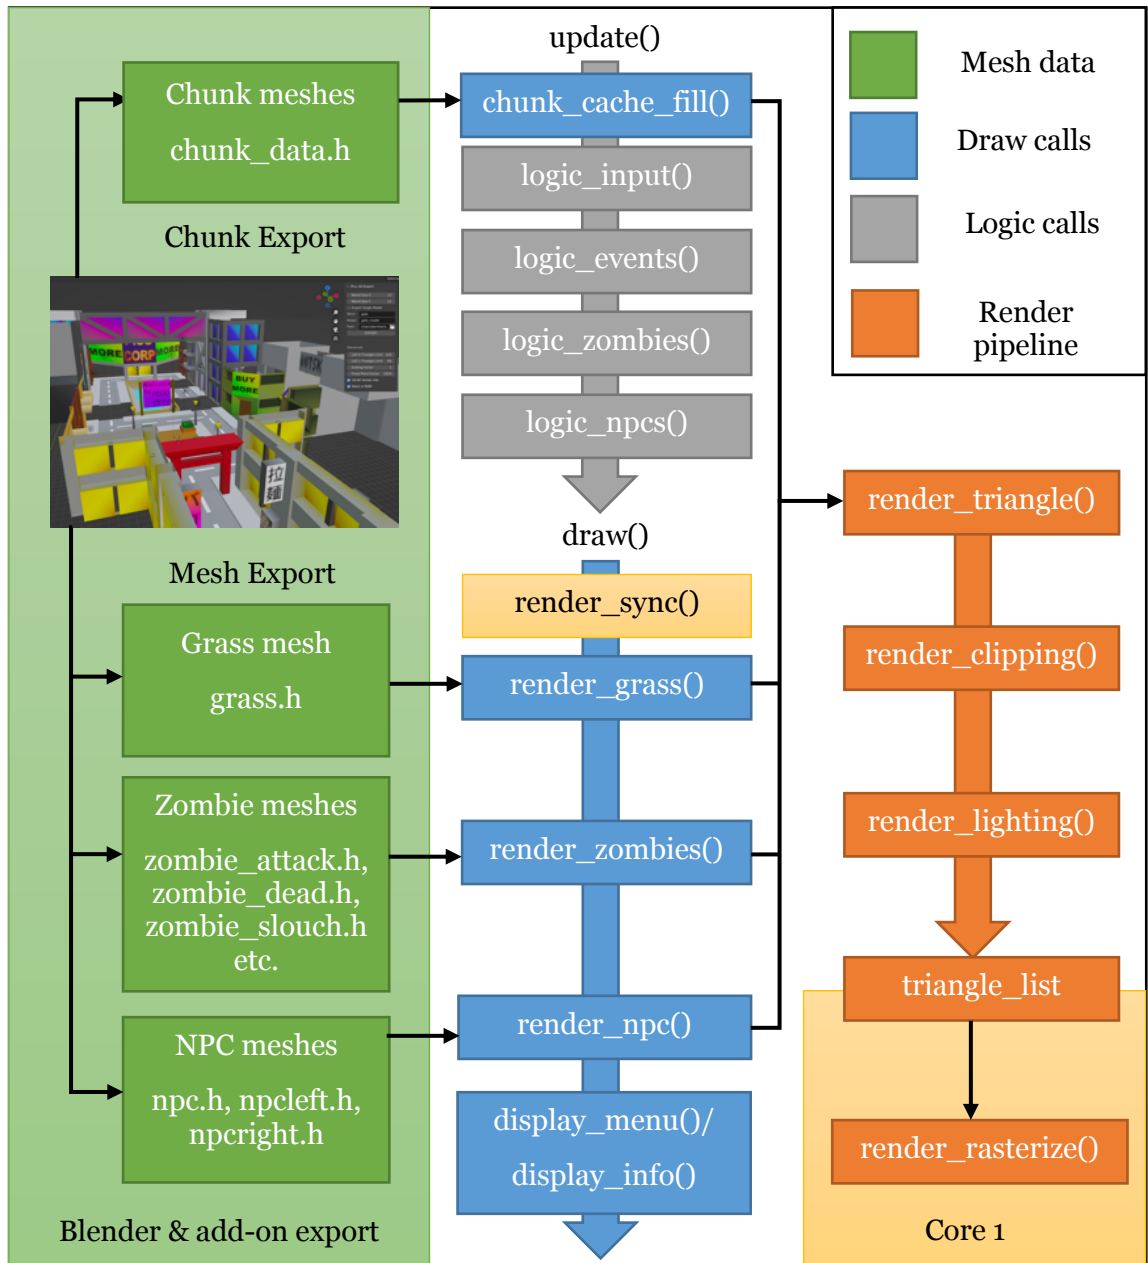 Chunk meshes
chunk_data.h
Chunk Export
MORE
CORP
MORE
BUY
MORE
拉
麺
Mesh Export
Grass mesh
grass.h
Zombie meshes
zombie_attack.h,
zombie_dead.h,
zombie_slouch.h
etc.
NPC meshes
npc.h, npcleft.h,
npcright.h
Blender & add-on export
update()
chunk_cache_fill()
logic_input()
logic_events()
logic_zombies()
logic_npcs()
draw()
render_sync()
render_grass()
render_zombies()
render_npc()
display_menu()/
display_info()
Mesh data
Draw calls
Logic calls
Render
pipeline
render_triangle()
render_clipping()
render_lighting()
triangle_list
render_rasterize()
Core 1